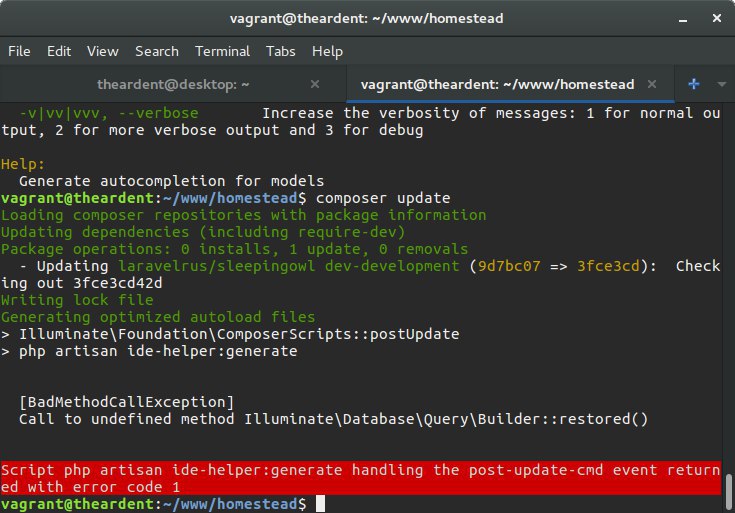 vagrant@theardent: ~/www/homestead
File Edit View Search Terminal Tabs Help
theardent@desktop: ~
vagrant@theardent: ~/www/homestead
-v|vv|vvv, --verbose Increase the verbosity of messages: 1 for normal ou
tput, 2 for more verbose output and 3 for debug
Help:
Generate autocompletion for models
vagrant@theardent:~/www/homestead$ composer update
Loading composer repositories with package information
Updating dependencies (including require-dev)
Package operations: 0 installs, 1 update, 0 removals
- Updating laravelrus/sleepingowl dev-development (9d7bc07 => 3fce3cd): Check
ing out 3fce3cd42d
Writing lock file
Generating optimized autoload files
> Illuminate\Foundation\ComposerScripts::postUpdate
> php artisan ide-helper:generate
[BadMethodCallException]
Call to undefined method Illuminate\Database\Query\Builder::restored()
Script php artisan ide-helper:generate handling the post-update-cmd event return
ed with error code 1
vagrant@theardent:~/www/homestead$